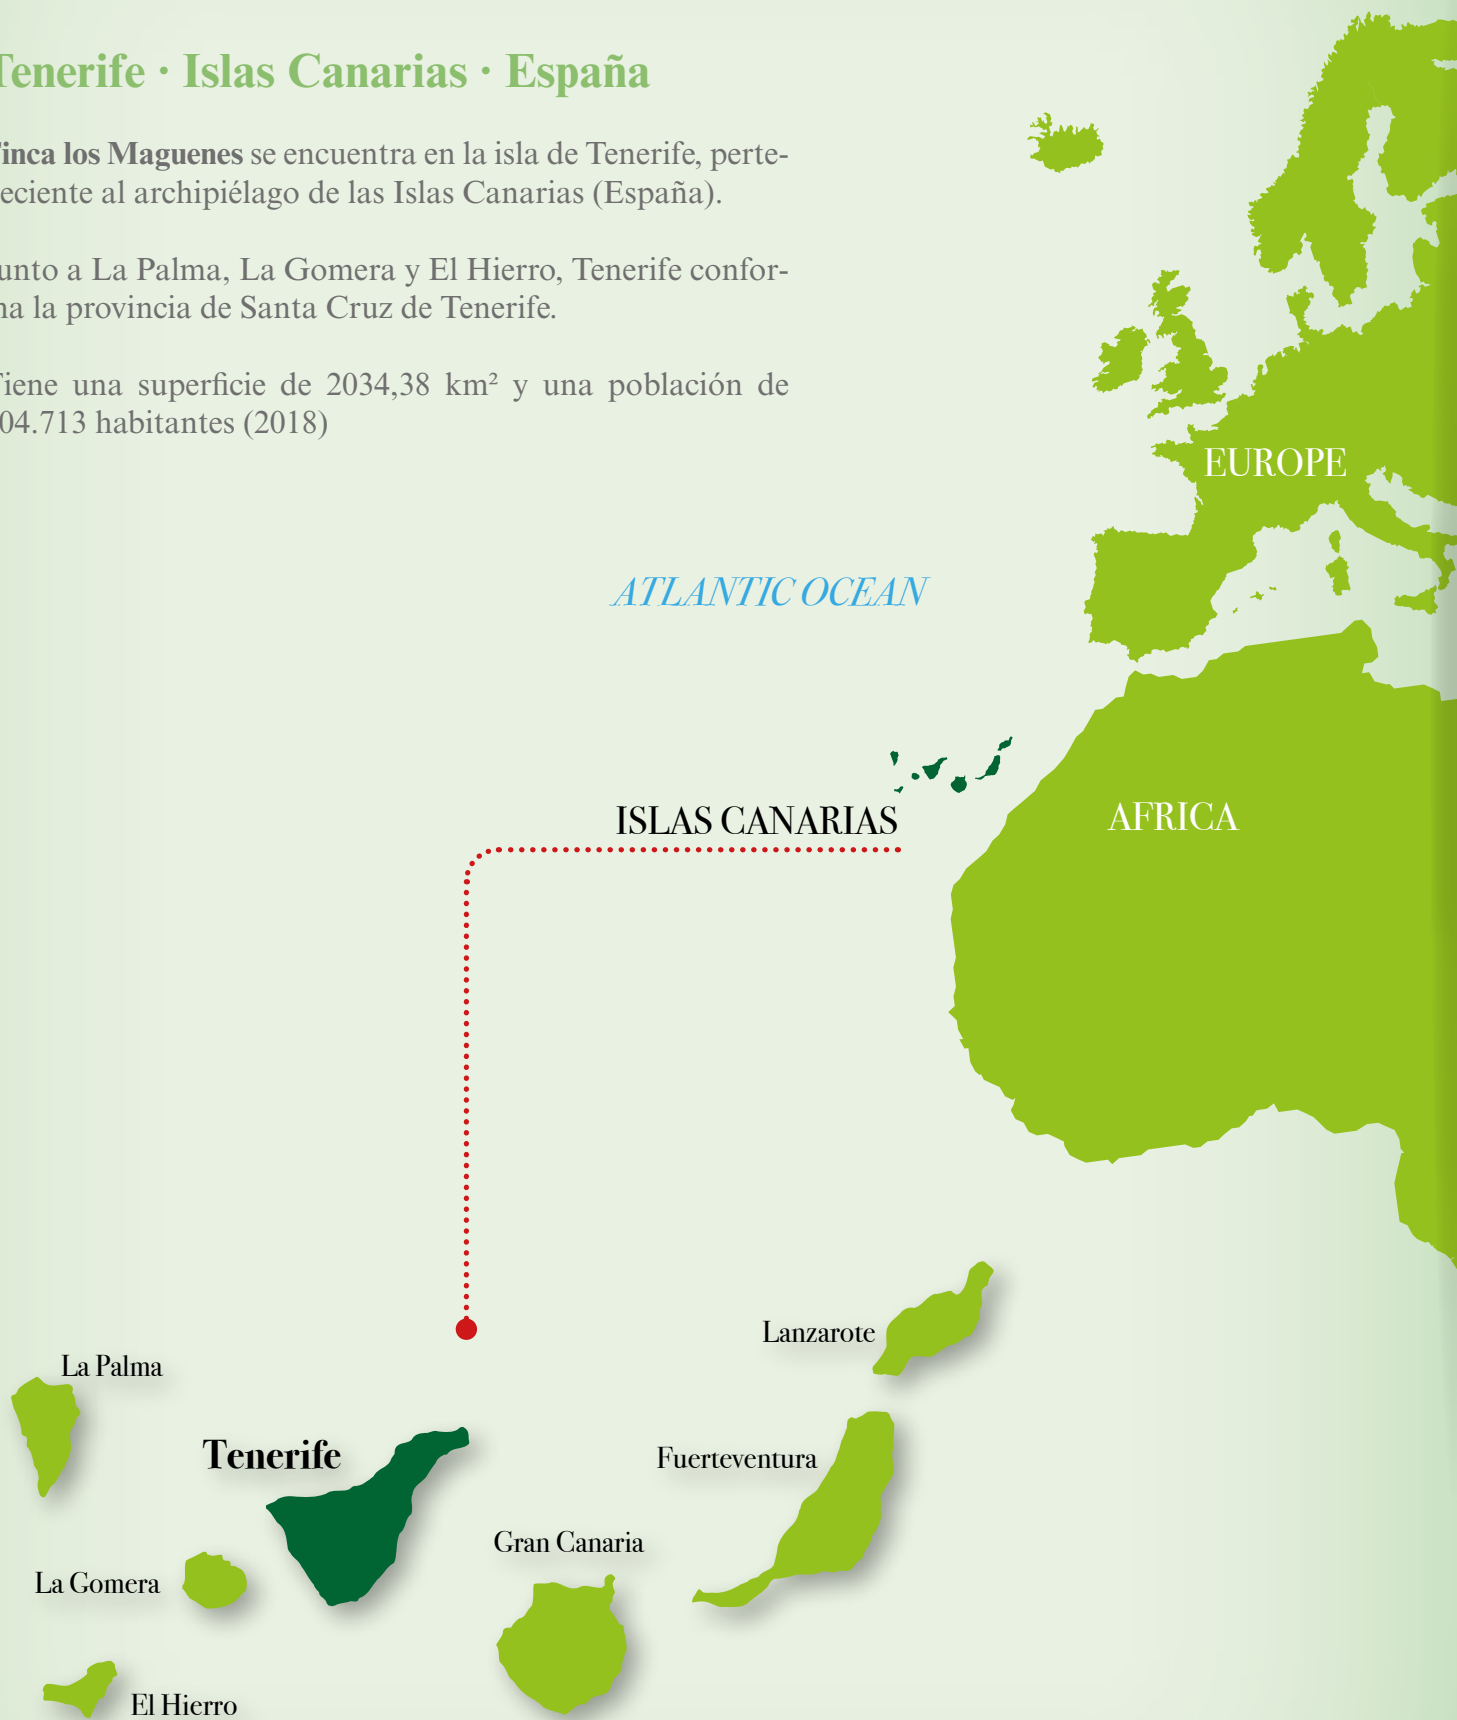 Tenerife · Islas Canarias · España
inca los Maguenes se encuentra en la isla de Tenerife, perte-
eciente al archipiélago de las Islas Canarias (España).
unto a La Palma, La Gomera y El Hierro, Tenerife confor-
ma la provincia de Santa Cruz de Tenerife.
Tiene una superficie de 2034,38 km² y una población de
04.713 habitantes (2018)
EUROPE
ATLANTIC OCEAN
AFRICA
ISLAS CANARIAS
Lanzarote
La Palma
Tenerife
Fuerteventura
Gran Canaria
La Gomera
El Hierro